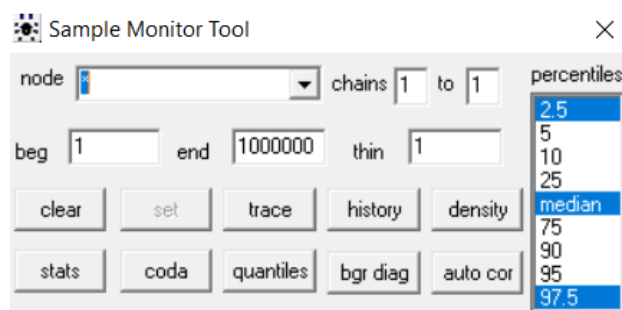 Sample Monitor Tool
node * chains 1 to 1 percentiles
2.5
5
10
25
median
75
90
95
97.5
beg 1 end 1000000 thin 1
clear set trace history density
stats coda quantiles bgr diag auto cor